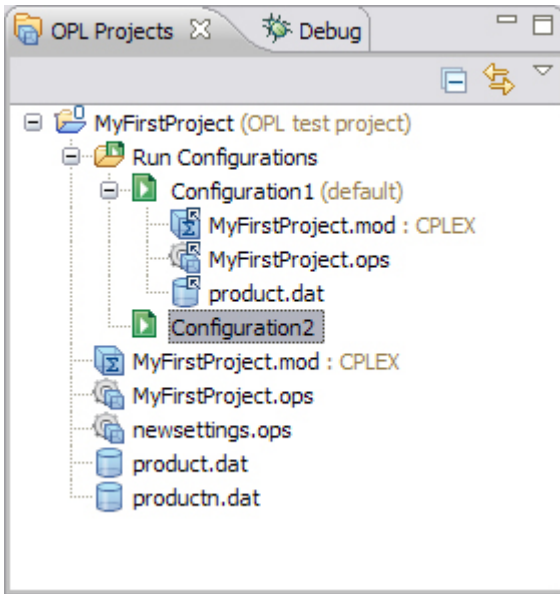 OPL Projects Debug
MyFirstProject (OPL test project)
Run Configurations
Configuration1 (default)
MyFirstProject.mod : CPLEX
MyFirstProject.ops
product.dat
Configuration2
MyFirstProject.mod : CPLEX
MyFirstProject.ops
newsettings.ops
product.dat
productn.dat